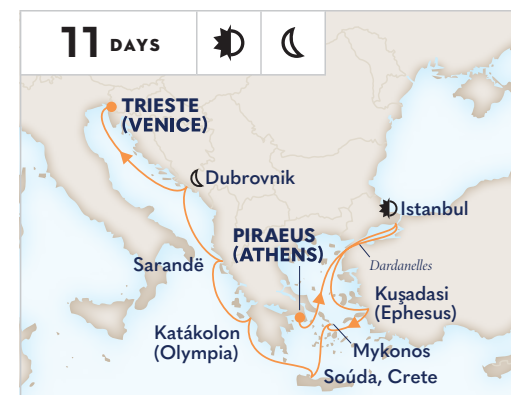 11 DAYS
TRIESTE
(VENICE)
Dubrovnik
Istanbul
PIRAEUS
(ATHENS)
Sarandë
Dardanelles
Kuşadasi
(Ephesus)
Katákolon
(Olympia)
Mykonos
Soúda, Crete